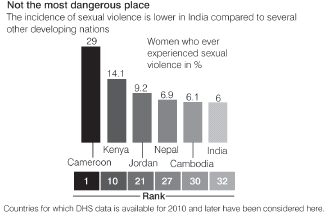 Not the most dangerous place
The incidence of sexual violence is lower in India compared to several
other developing nations
29
Women who ever
experienced sexual
violence in %
14.1
9.2
6.9
6.1
6
Kenya
Nepal
India
Cameroon
Jordan
Cambodia
1 10 21 27 30 32
Rank
Countries for which DHS data is available for 2010 and later have been considered here.